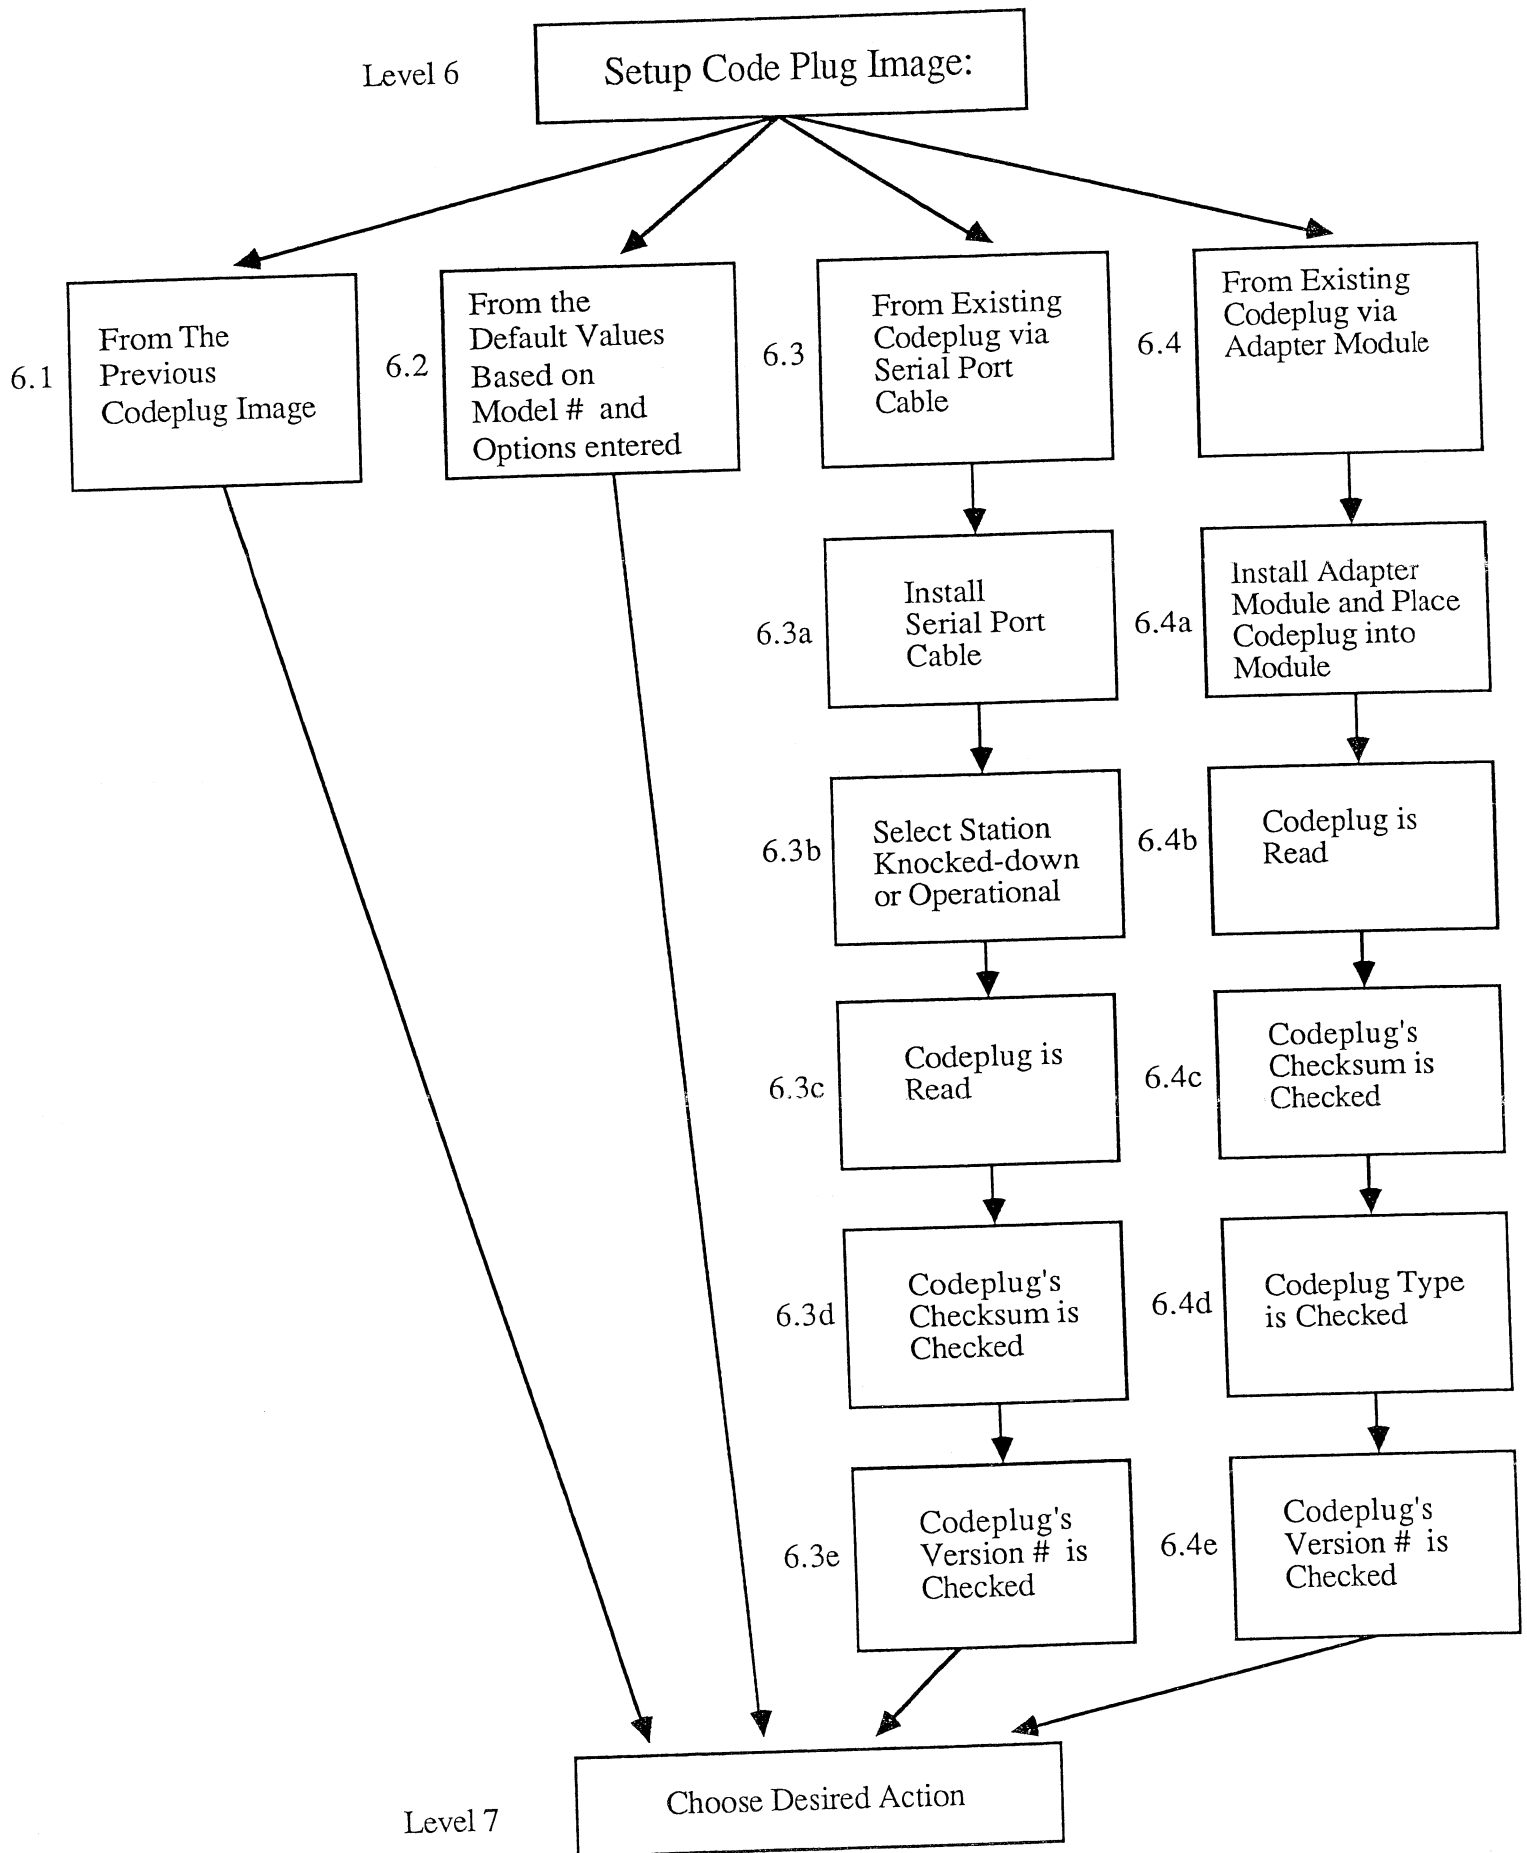 Level 6
Setup Code Plug Image:
6.1
From The
Previous
Codeplug Image
6.2
From the
Default Values
Based on
Model # and
Options entered
6.3
From Existing
Codeplug via
Serial Port
Cable
6.4
From Existing
Codeplug via
Adapter Module
6.3a
Install
Serial Port
Cable
6.4a
Install Adapter
Module and Place
Codeplug into
Module
6.3b
Select Station
Knocked-down
or Operational
6.4b
Codeplug is
Read
6.3c
Codeplug is
Read
6.4c
Codeplug's
Checksum is
Checked
6.3d
Codeplug's
Checksum is
Checked
6.4d
Codeplug Type
is Checked
6.3e
Codeplug's
Version # is
Checked
6.4e
Codeplug's
Version # is
Checked
Level 7
Choose Desired Action